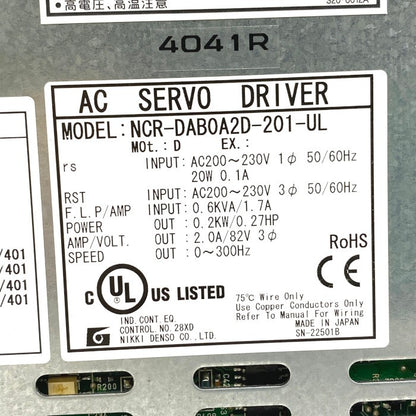 •高電圧、高温注意
4041R
AC SERVO DRIVER
MODEL: NCR-DAB0A2D-201-UL
MOt.: D EX.:
rs INPUT: AC200～230V 1φ 50/60Hz
20W 0.1A
RST INPUT: AC200～230V 3φ 50/60Hz
F.L.P/AMP INPUT: 0.6KVA/1.7A
POWER OUT : 0.2KW/0.27HP
AMP/VOLT. OUT : 2.0A/82V 3φ
SPEED OUT : 0～300Hz
RoHS
C UL US LISTED CE
IND.CONT.EQ.
CONTROL NO.28XD
NIKKI DENSO CO., LTD.
75℃ Wire Only
Use Copper Conductors Only
Refer to Manual For Wiring
MADE IN JAPAN
SN-22501B
/401
/401
/401
/401
R200